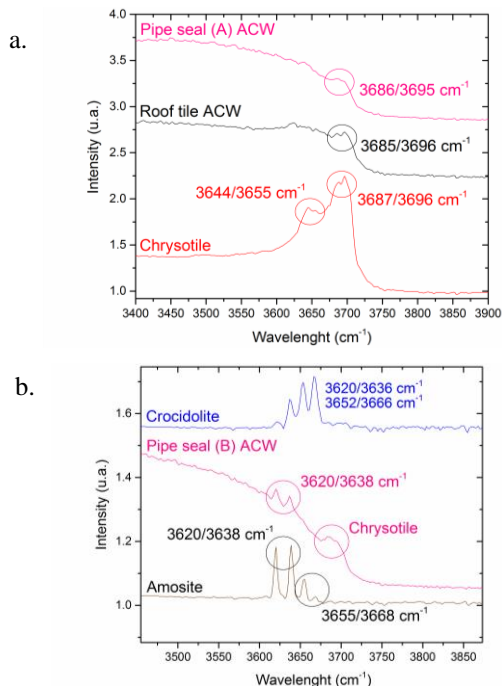 a.
Pipe seal (A) ACW
3686/3695 cm⁻¹
Roof tile ACW
3685/3696 cm⁻¹
3644/3655 cm⁻¹
3687/3696 cm⁻¹
Chrysotile
Intensity (u.a.)
4.0
3.5
3.0
2.5
2.0
1.5
1.0
3400 3450 3500 3550 3600 3650 3700 3750 3800 3850 3900
Wavelenght (cm⁻¹)
b.
3620/3636 cm⁻¹
3652/3666 cm⁻¹
Crocidolite
Pipe seal (B) ACW
3620/3638 cm⁻¹
3620/3638 cm⁻¹
Chrysotile
Amosite
3655/3668 cm⁻¹
Intensity (u.a.)
1.6
1.4
1.2
1.0
3500 3550 3600 3650 3700 3750 3800 3850
Wavelenght (cm⁻¹)